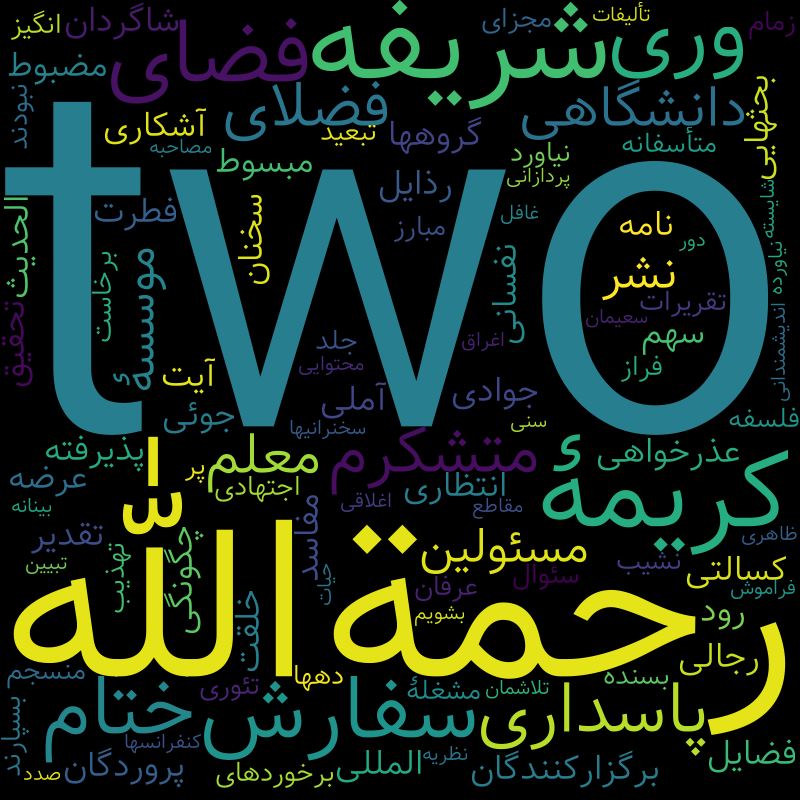 زمام
تألیفات
مجزای
شریفه
شاگردان
انگیز
وری
فضای
مضبوط
دانشگاهی
فضلای
بحثهایی
نبودند
آشکاری
تبعید
گروهها
متأسفانه
مصاحبه
مبسوط
نیاورد
پردازانی
رذایل
شایسته
two
فطرت
سخنان
الحدیث
غافل
نامه
مبارز
دور
نفسانی
نیاورده
برخاست
موسسهٔ
نشر
تقریرات
تحقیق
سعیمان
اندیشمندانی
سهم
جلد
اغراق
محتوایی
فراز
آیت
جوادی
آملی
جوئی
سنی
فلسفه
سخنرانیها
متشکرم
معلم
پذیرفته
عذرخواهی
کریمهٔ
پر
عرضه
اجتهادی
انتظاری
بینانه
اغلاقی
مقاطع
رحمة الله
تقدیر
مفاسد
چگونگی
ظاهری
مسئولین
تبیین
تهذیب
نشیب
کسالتی
سئوال
عرفان
حیات
فراموش
بشویم
رود
خلقت
رجالی
منسجم
دهها
بسنده
تئوری
مشغلهٔ
تلاشمان
ختام
سفارش
پاسداری
بسپارند
کنفرانسها
فضایل
نظریه
صدد
پروردگان
برخوردهای
المللی
برگزارکنندگان